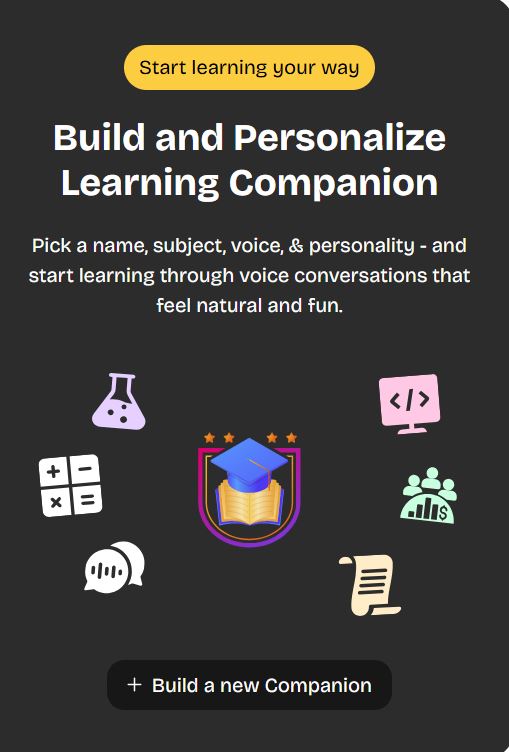 Start learning your way
Build and Personalize
Learning Companion
Pick a name, subject, voice, & personality - and
start learning through voice conversations that
feel natural and fun.
</>
$
+ Build a new Companion